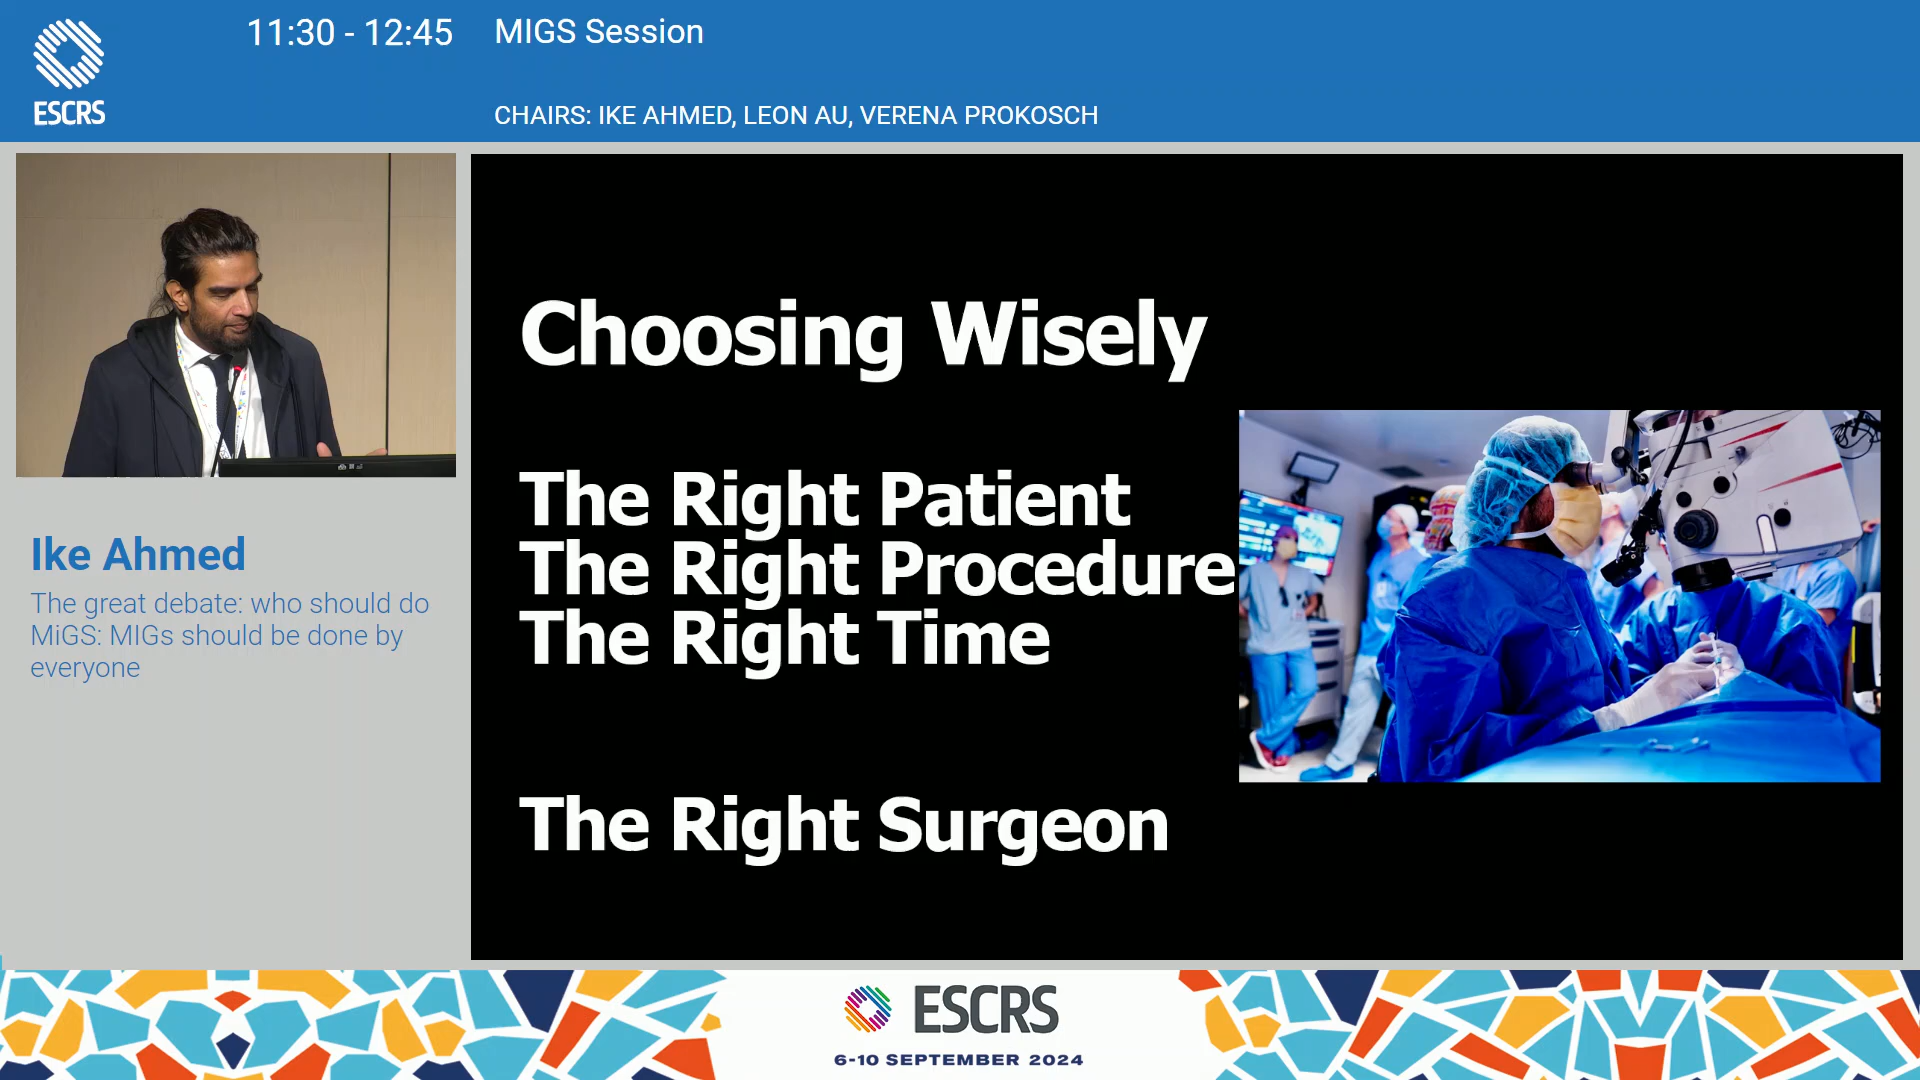 11:30 - 12:45
MIGS Session
ESCRS
CHAIRS: IKE AHMED, LEON AU, VERENA PROKOSCH
Ike Ahmed
The great debate: who should do
MiGS: MIGs should be done by
everyone
Choosing Wisely
The Right Patient
The Right Procedure
The Right Time
The Right Surgeon
ESCRS
6-10 SEPTEMBER 2024